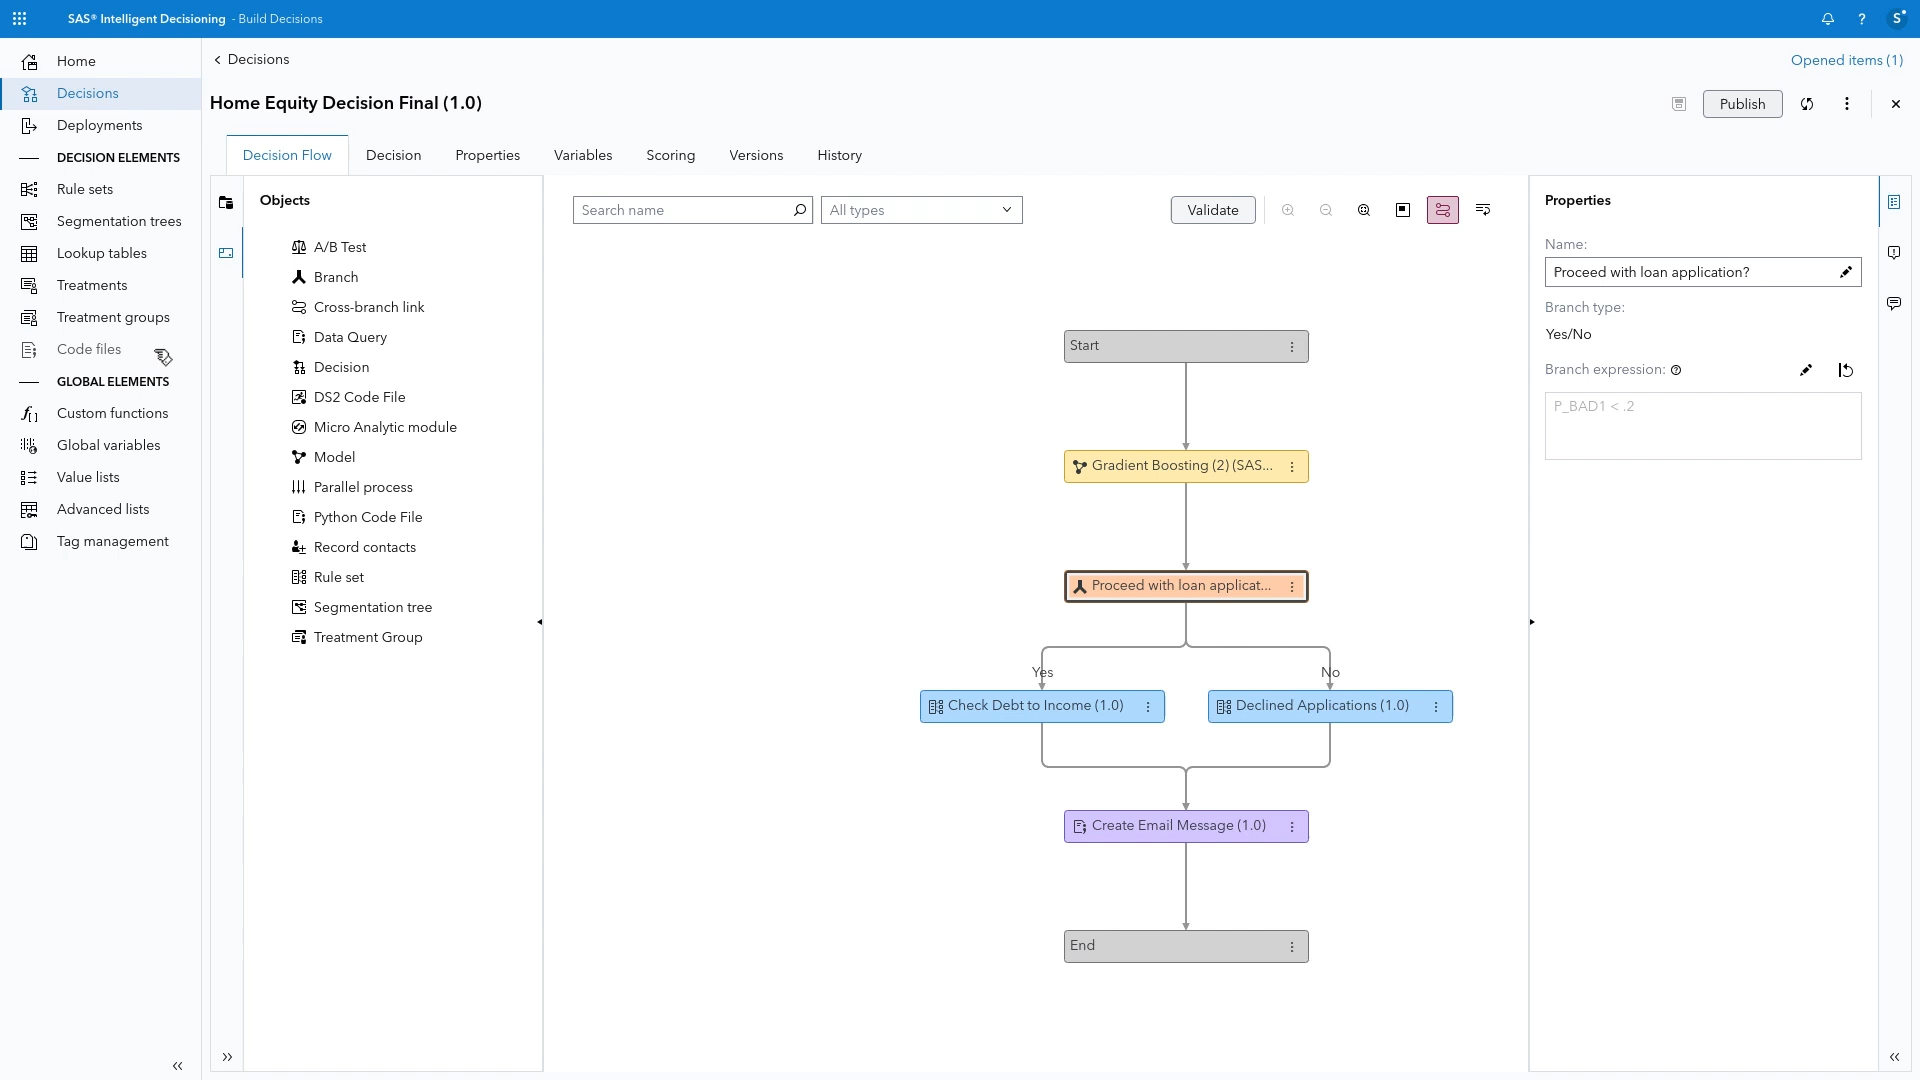 SAS® Intelligent Decisioning - Build Decisions
S
Home
Decisions
Deployments
DECISION ELEMENTS
Rule sets
Segmentation trees
Lookup tables
Treatments
Treatment groups
Code files
GLOBAL ELEMENTS
Custom functions
Global variables
Value lists
Advanced lists
Tag management
Decisions
Opened items (1)
Home Equity Decision Final (1.0)
Publish
Decision Flow
Decision
Properties
Variables
Scoring
Versions
History
Objects
A/B Test
Branch
Cross-branch link
Data Query
Decision
DS2 Code File
Micro Analytic module
Model
Parallel process
Python Code File
Record contacts
Rule set
Segmentation tree
Treatment Group
Search name
All types
Validate
Start
Gradient Boosting (2) (SAS...
Proceed with loan applicat...
Yes
No
Check Debt to Income (1.0)
Declined Applications (1.0)
Create Email Message (1.0)
End
Properties
Name:
Proceed with loan application?
Branch type:
Yes/No
Branch expression:
P_BAD1 < .2